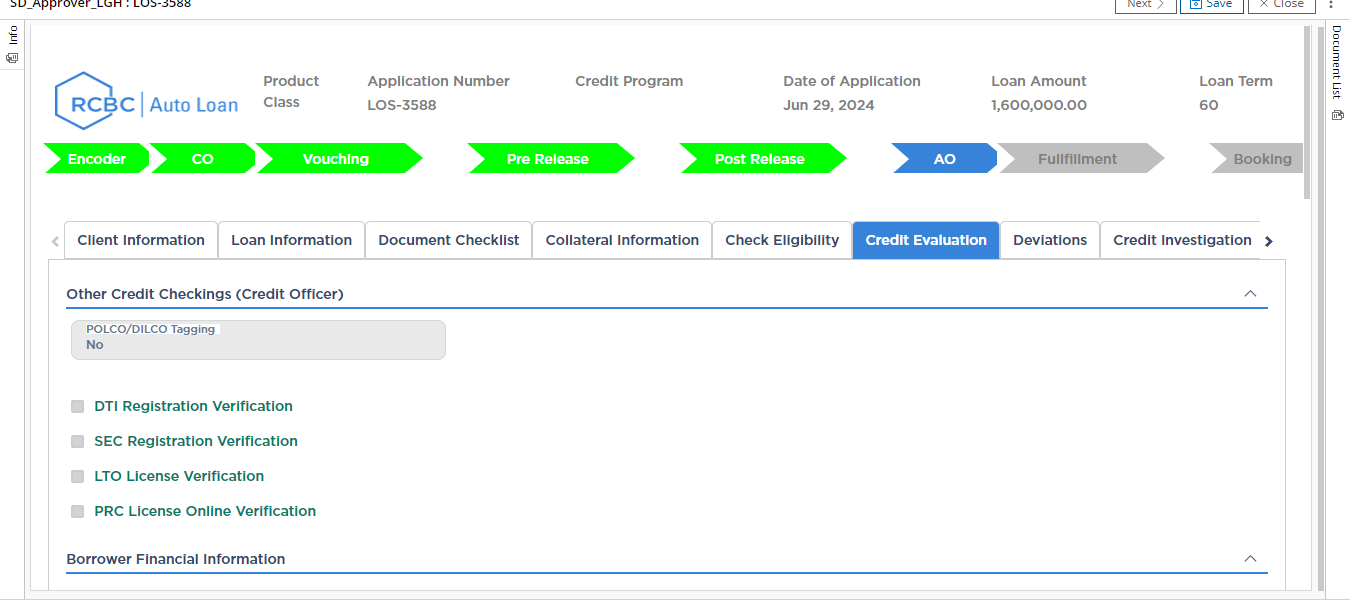 SD_Approver_LGH : LOS-3588
Next
Save
Close
Info
Document List
RCBC Auto Loan
Product Class
Application Number
LOS-3588
Credit Program
Date of Application
Jun 29, 2024
Loan Amount
1,600,000.00
Loan Term
60
Encoder
CO
Vouching
Pre Release
Post Release
AO
Fullfillment
Booking
Client Information
Loan Information
Document Checklist
Collateral Information
Check Eligibility
Credit Evaluation
Deviations
Credit Investigation
Other Credit Checkings (Credit Officer)
POLCO/DILCO Tagging
No
DTI Registration Verification
SEC Registration Verification
LTO License Verification
PRC License Online Verification
Borrower Financial Information